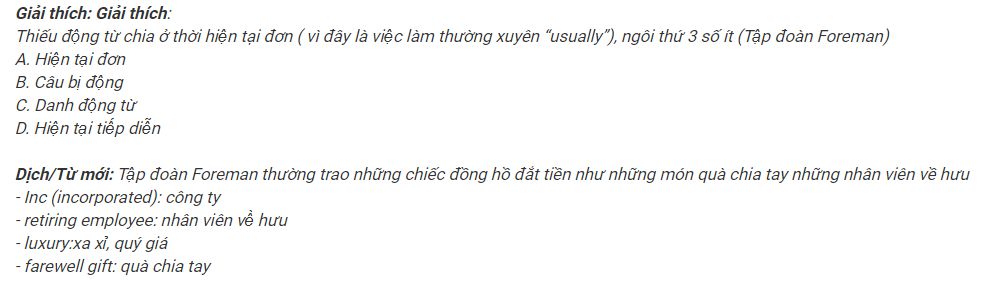 Giải thích: Giải thích:
Thiếu động từ chia ở thời hiện tại đơn ( vì đây là việc làm thường xuyên “usually”), ngôi thứ 3 số ít (Tập đoàn Foreman)
A. Hiện tại đơn
B. Câu bị động
C. Danh động từ
D. Hiện tại tiếp diễn
Dịch/Từ mới: Tập đoàn Foreman thường trao những chiếc đồng hồ đắt tiền như những món quà chia tay những nhân viên về hưu
- Inc (incorporated): công ty
- retiring employee: nhân viên về hưu
- luxury:xa xỉ, quý giá
- farewell gift: quà chia tay